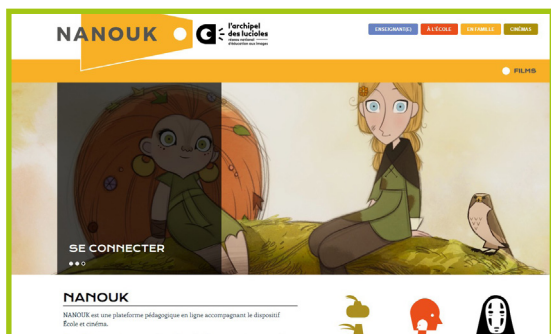 NANOUK
l'archipel
des lucioles
réseau national
d'éducation aux images
ENSEIGNANT(E)
À L'ÉCOLE
EN FAMILLE
CINÉMAS
FILMS
SE CONNECTER
NANOUK
NANOUK est une plateforme pédagogique en ligne accompagnant le dispositif
École et cinéma.